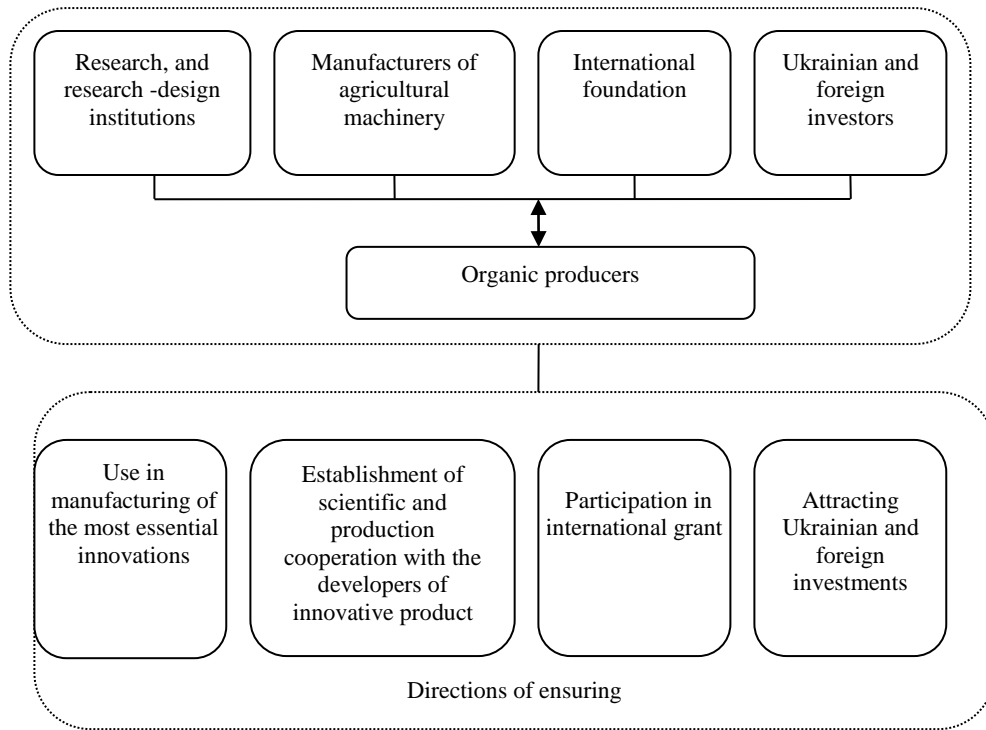 Research, and
research -design
institutions
Manufacturers of
agricultural
machinery
International
foundation
Ukrainian and
foreign
investors
Organic producers
Use in
manufacturing of
the most essential
innovations
Establishment of
scientific and
production
cooperation with the
developers of
innovative product
Participation in
international grant
Attracting
Ukrainian and
foreign
investments
Directions of ensuring